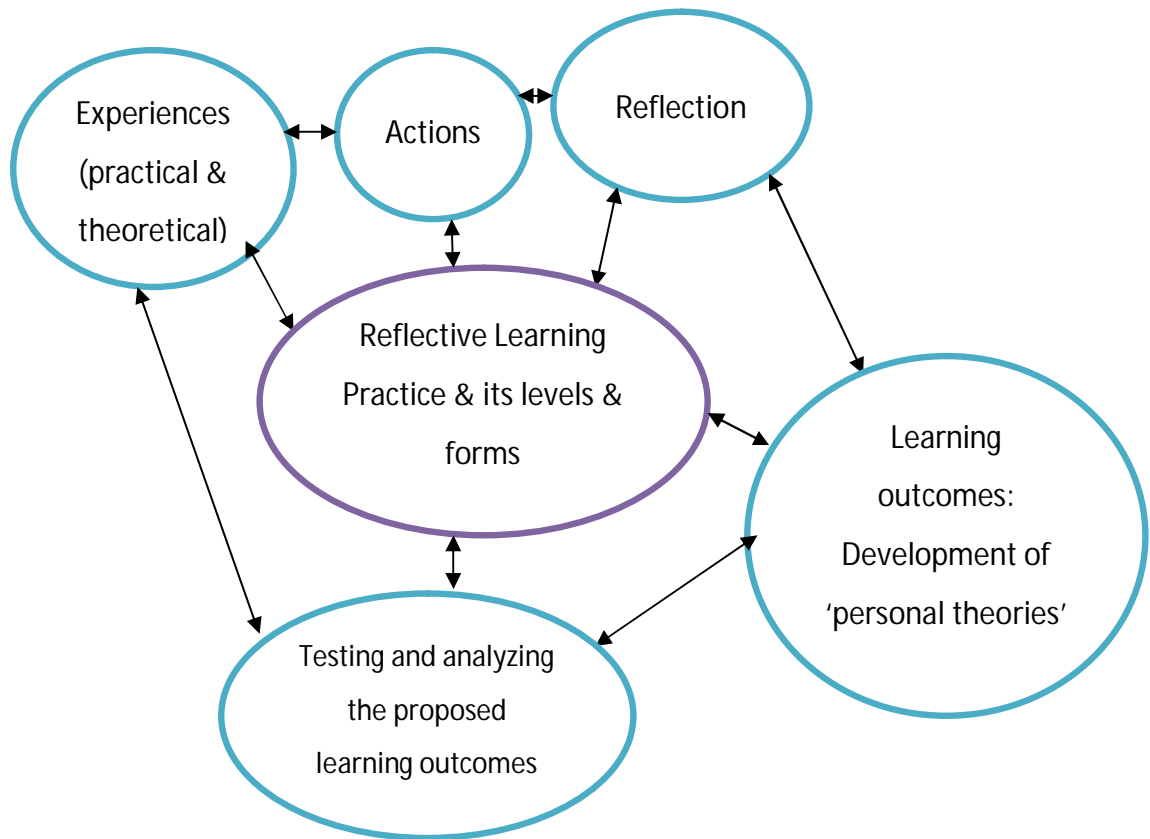 Experiences
(practical &
theoretical)
Actions
Reflection
Reflective Learning
Practice & its levels &
forms
Learning
outcomes:
Development of
‘personal theories’
Testing and analyzing
the proposed
learning outcomes